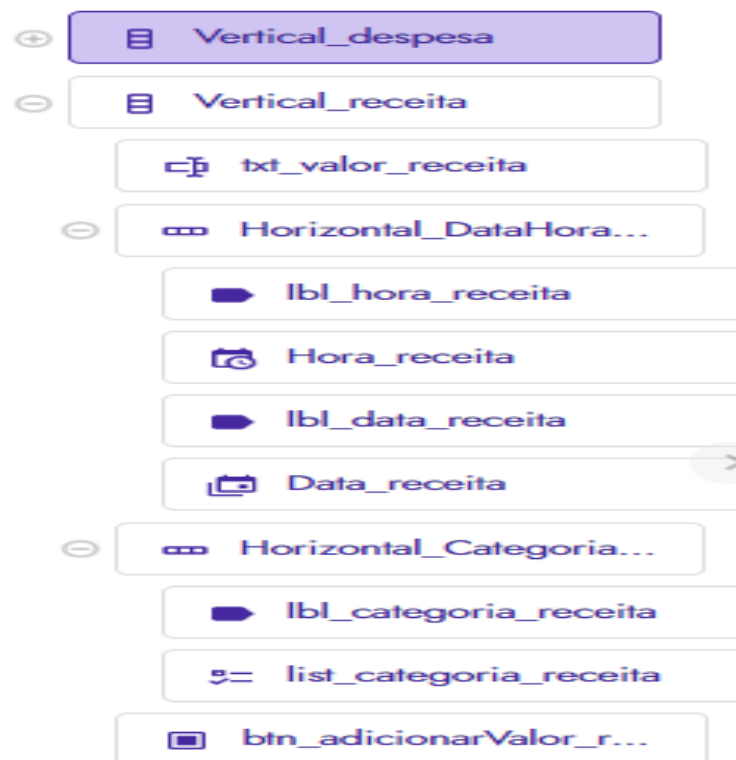 Vertical_despesa
Vertical_receita
txt_valor_receita
Horizontal_DataHora...
lbl_hora_receita
Hora_receita
lbl_data_receita
Data_receita
Horizontal_Categoria...
lbl_categoria_receita
list_categoria_receita
btn_adicionarValor_r...